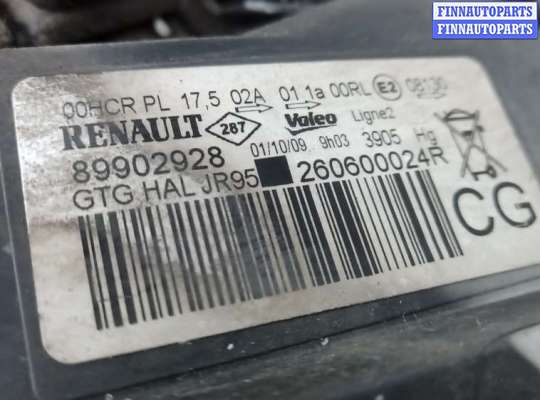 FINNAUTOPARTS
FINNAUTOPARTS
00HCR PL 17,5 02A 01 1a 00RL E2
RENAULT 287 Valeo Ligne2
89902928 01/10/09 9h03 3905 Hg
GTG HAL JR95 260600024R
CG